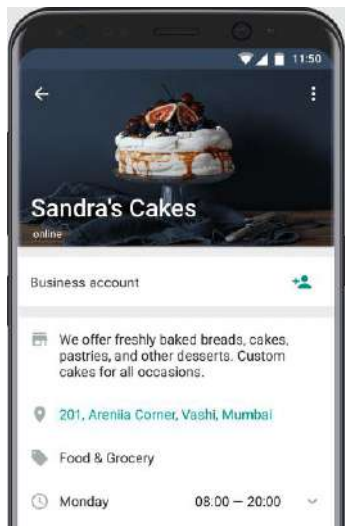 11:50
Sandra's Cakes
online
Business account
We offer freshly baked breads, cakes,
pastries, and other desserts. Custom
cakes for all occasions.
201, Areniia Corner, Vashi, Mumbai
Food & Grocery
Monday 08:00 — 20:00